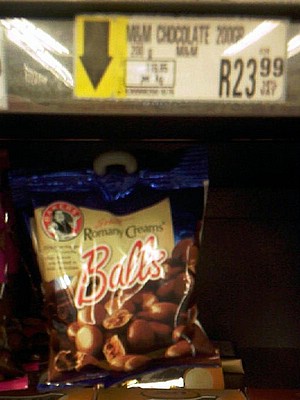 M&M CHOCOLATE 200GR
200 g M&M
R23 99
BAKERS
Romany Creams
Balls